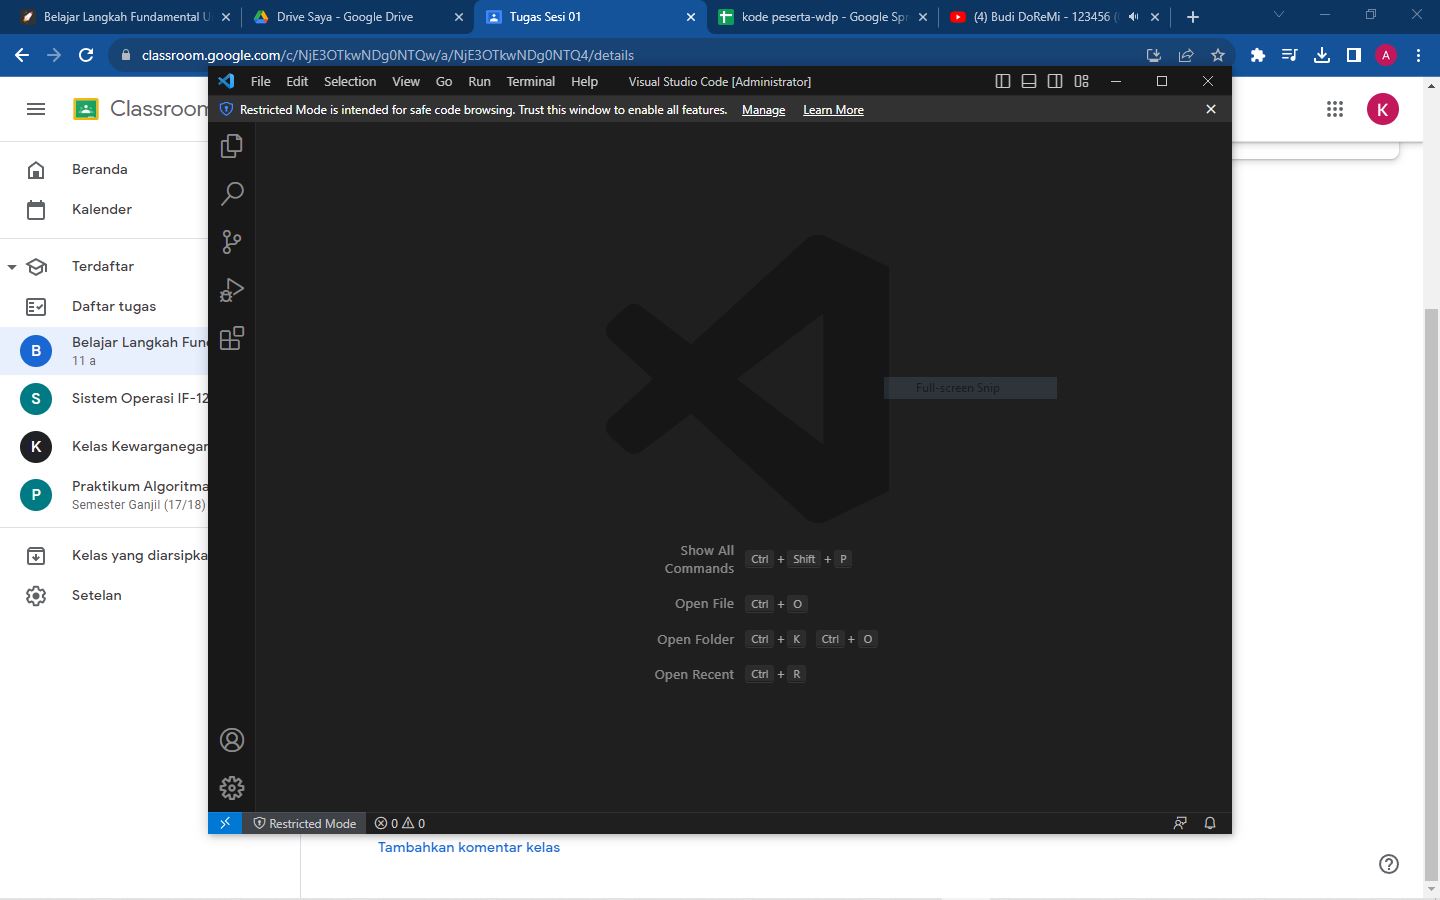 Belajar Langkah Fundamental U
Drive Saya - Google Drive
Tugas Sesi 01
kode peserta-wdp - Google Spr
(4) Budi DoReMi - 123456 (
classroom.google.com/c/NjE3OTkwNDg0NTQw/a/NjE3OTkwNDg0NTQ4/details
A
File Edit Selection View Go Run Terminal Help Visual Studio Code [Administrator]
Restricted Mode is intended for safe code browsing. Trust this window to enable all features. Manage Learn More
Classroom
K
Beranda
Kalender
Terdaftar
Daftar tugas
B
Belajar Langkah Fund
11 a
S
Sistem Operasi IF-12
K
Kelas Kewarganegar
P
Praktikum Algoritma
Semester Ganjil (17/18)
Kelas yang diarsipka
Setelan
Full-screen Snip
Show All
Commands
Ctrl + Shift + P
Open File Ctrl + O
Open Folder Ctrl + K Ctrl + O
Open Recent Ctrl + R
Restricted Mode 0 0
Tambahkan komentar kelas